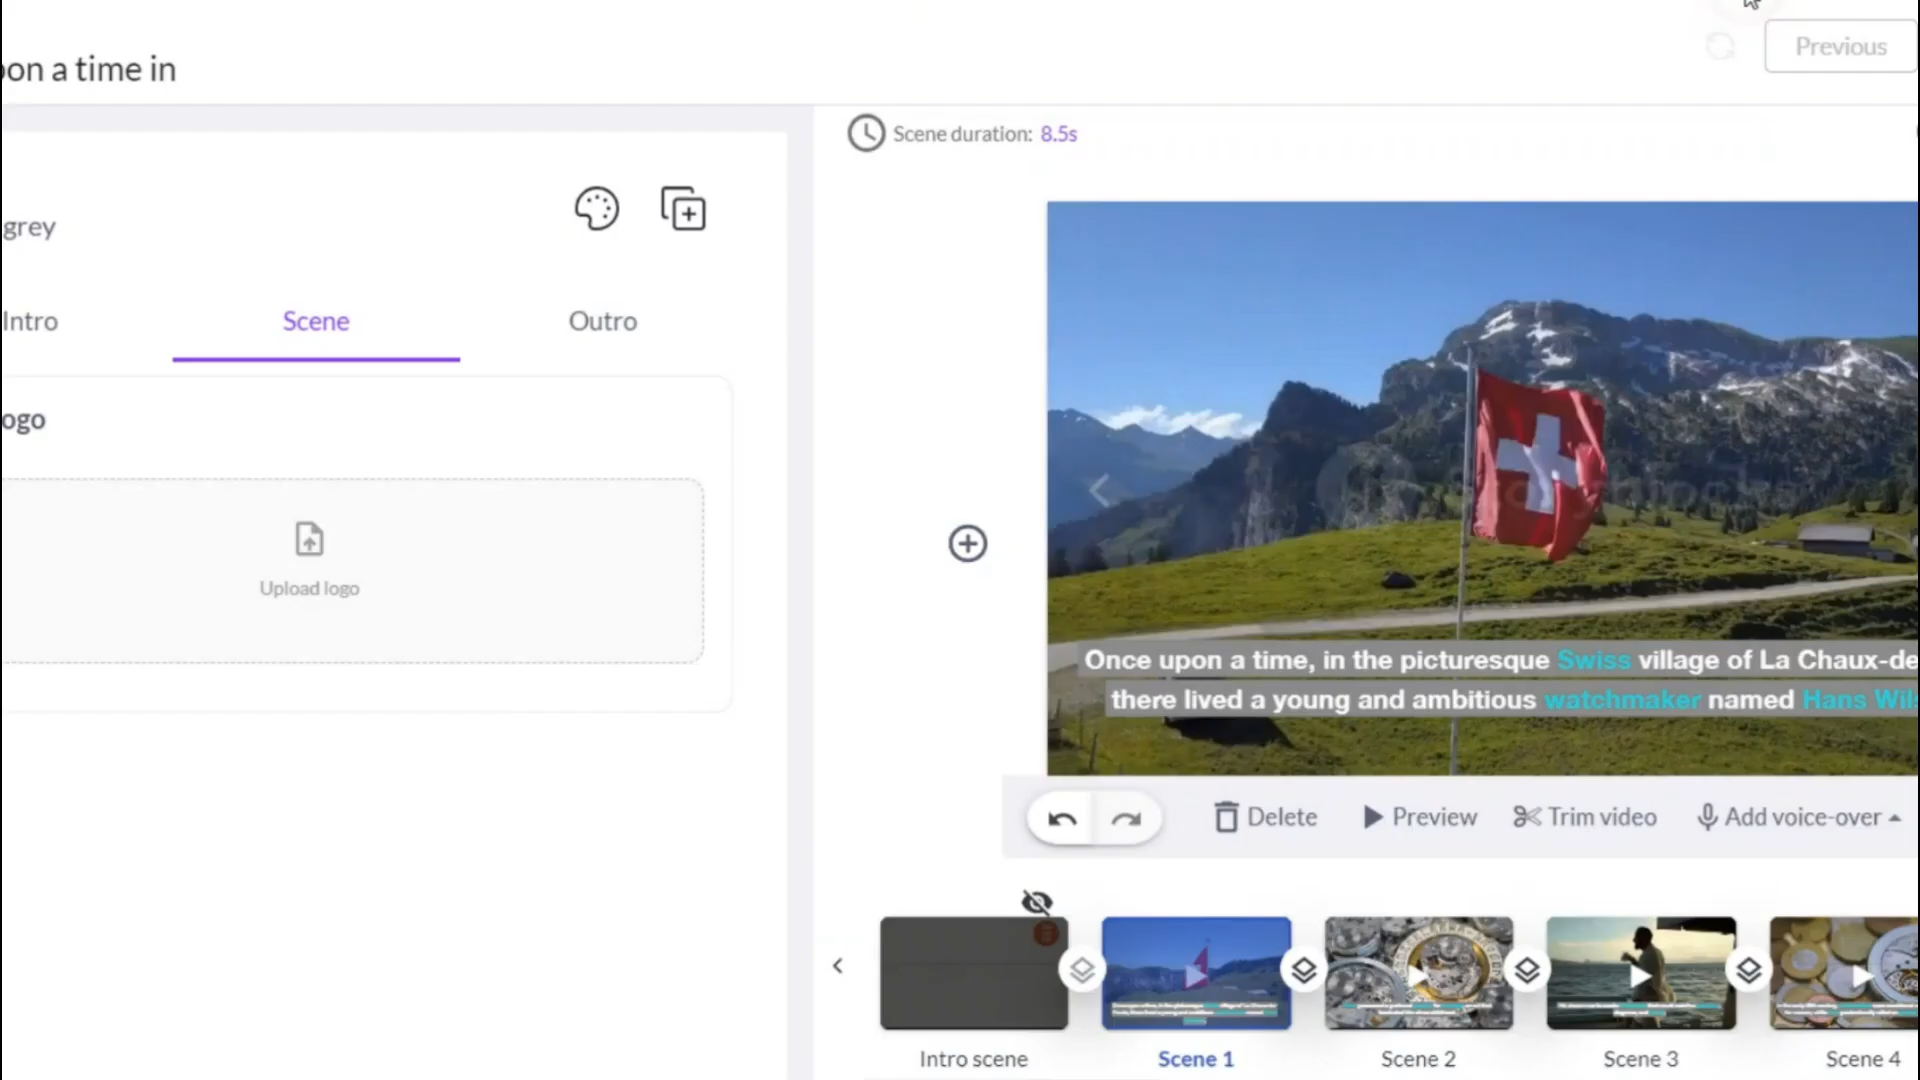 on a time in
Previous
Scene duration: 8.5s
grey
Intro
Scene
Outro
ogo
Upload logo
Once upon a time, in the picturesque Swiss village of La Chaux-de
there lived a young and ambitious watchmaker named Hans Wils
Delete
Preview
Trim video
Add voice-over
Intro scene
Scene 1
Scene 2
Scene 3
Scene 4